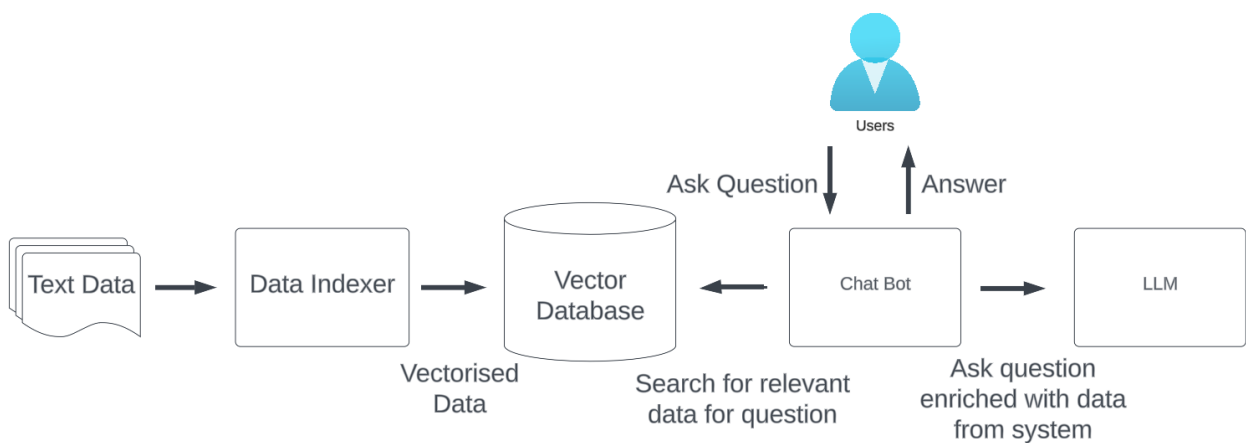 Users
Ask Question
Answer
Text Data
Data Indexer
Vector
Database
Chat Bot
LLM
Vectorised
Data
Search for relevant
data for question
Ask question
enriched with data
from system